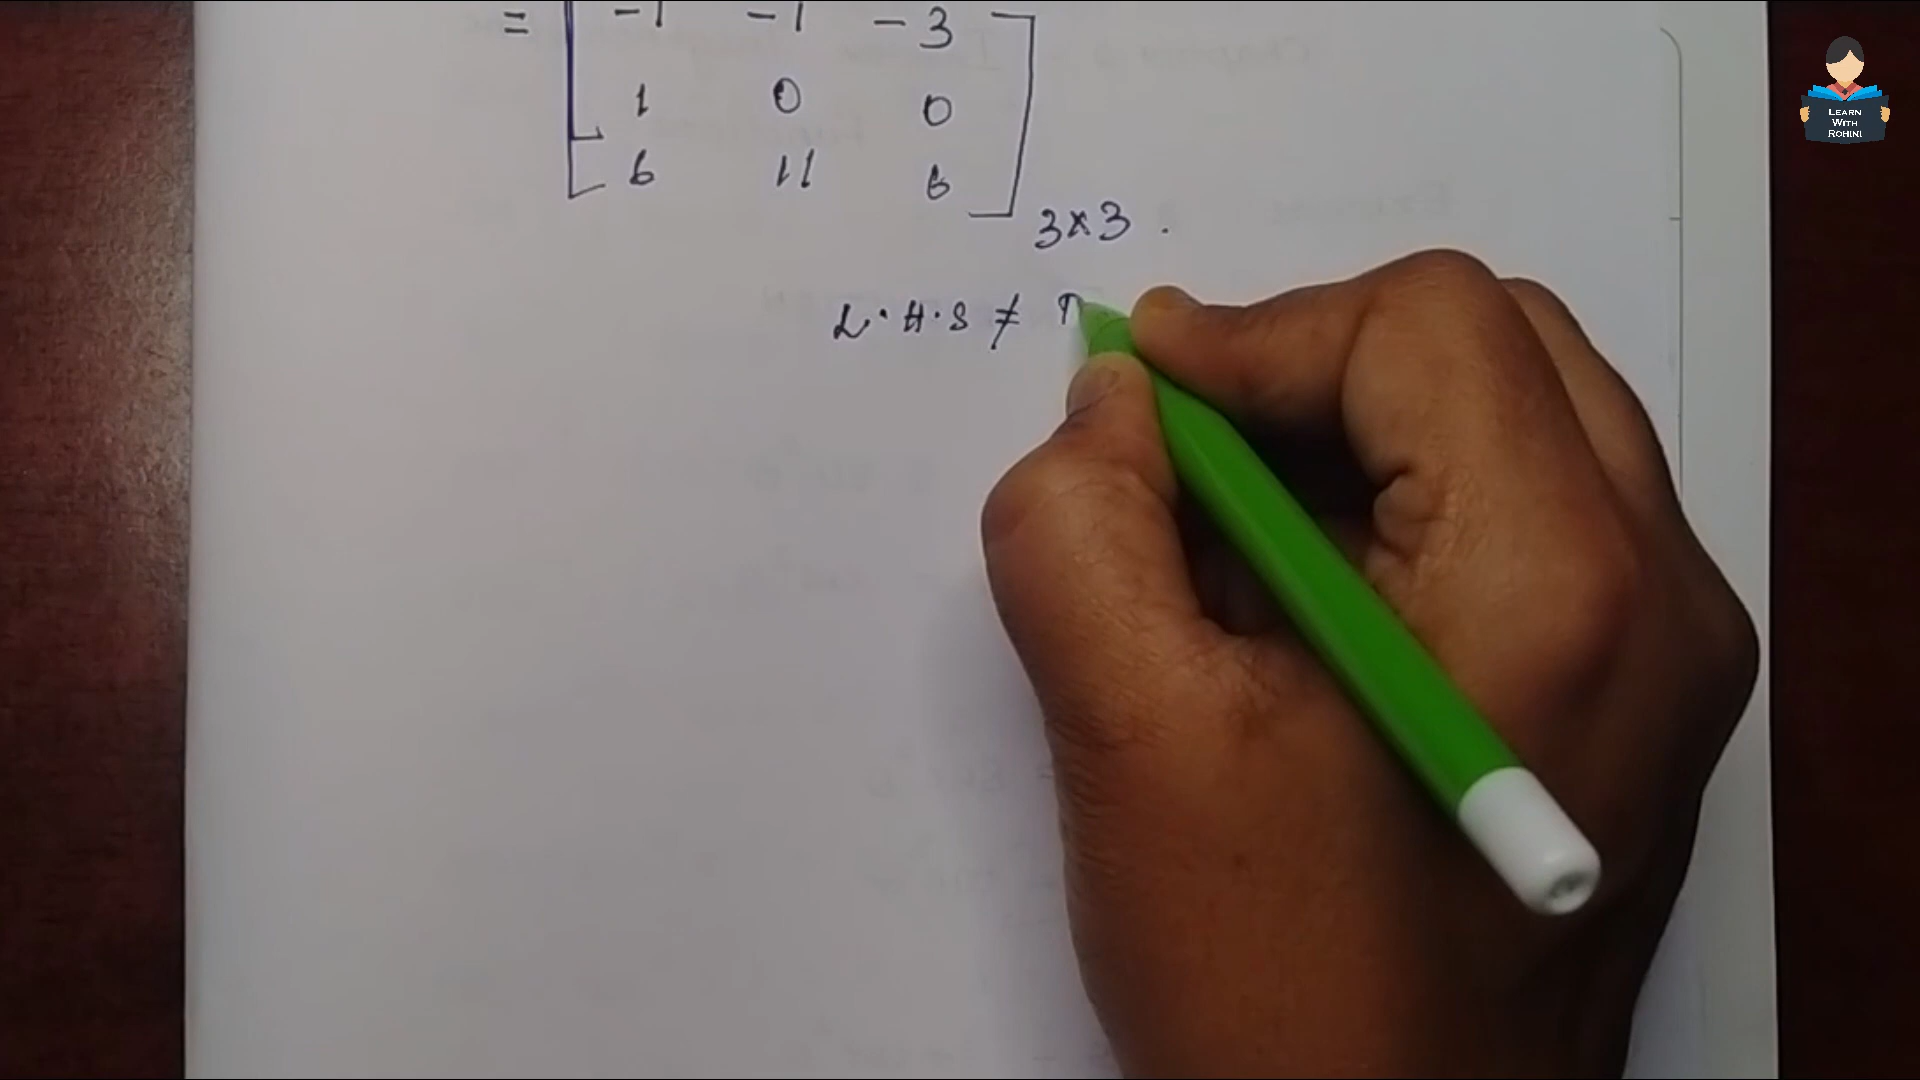 = -1 -1 -3
1 0 0
6 11 6
3×3 .
L.H.S ≠
LEARN
WITH
ROHINI